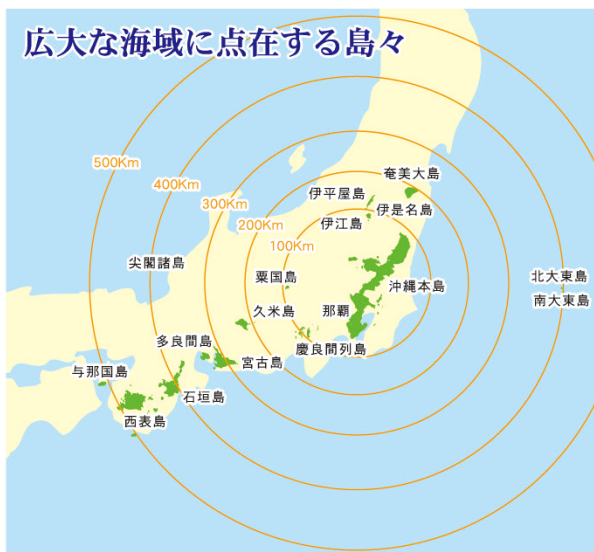 広大な海域に点在する島々
500Km
400Km
300Km
200Km
100Km
奄美大島
伊平屋島
伊是名島
伊江島
尖閣諸島
粟国島
沖縄本島
北大東島
南大東島
久米島
那覇
多良間島
慶良間列島
宮古島
与那国島
石垣島
西表島